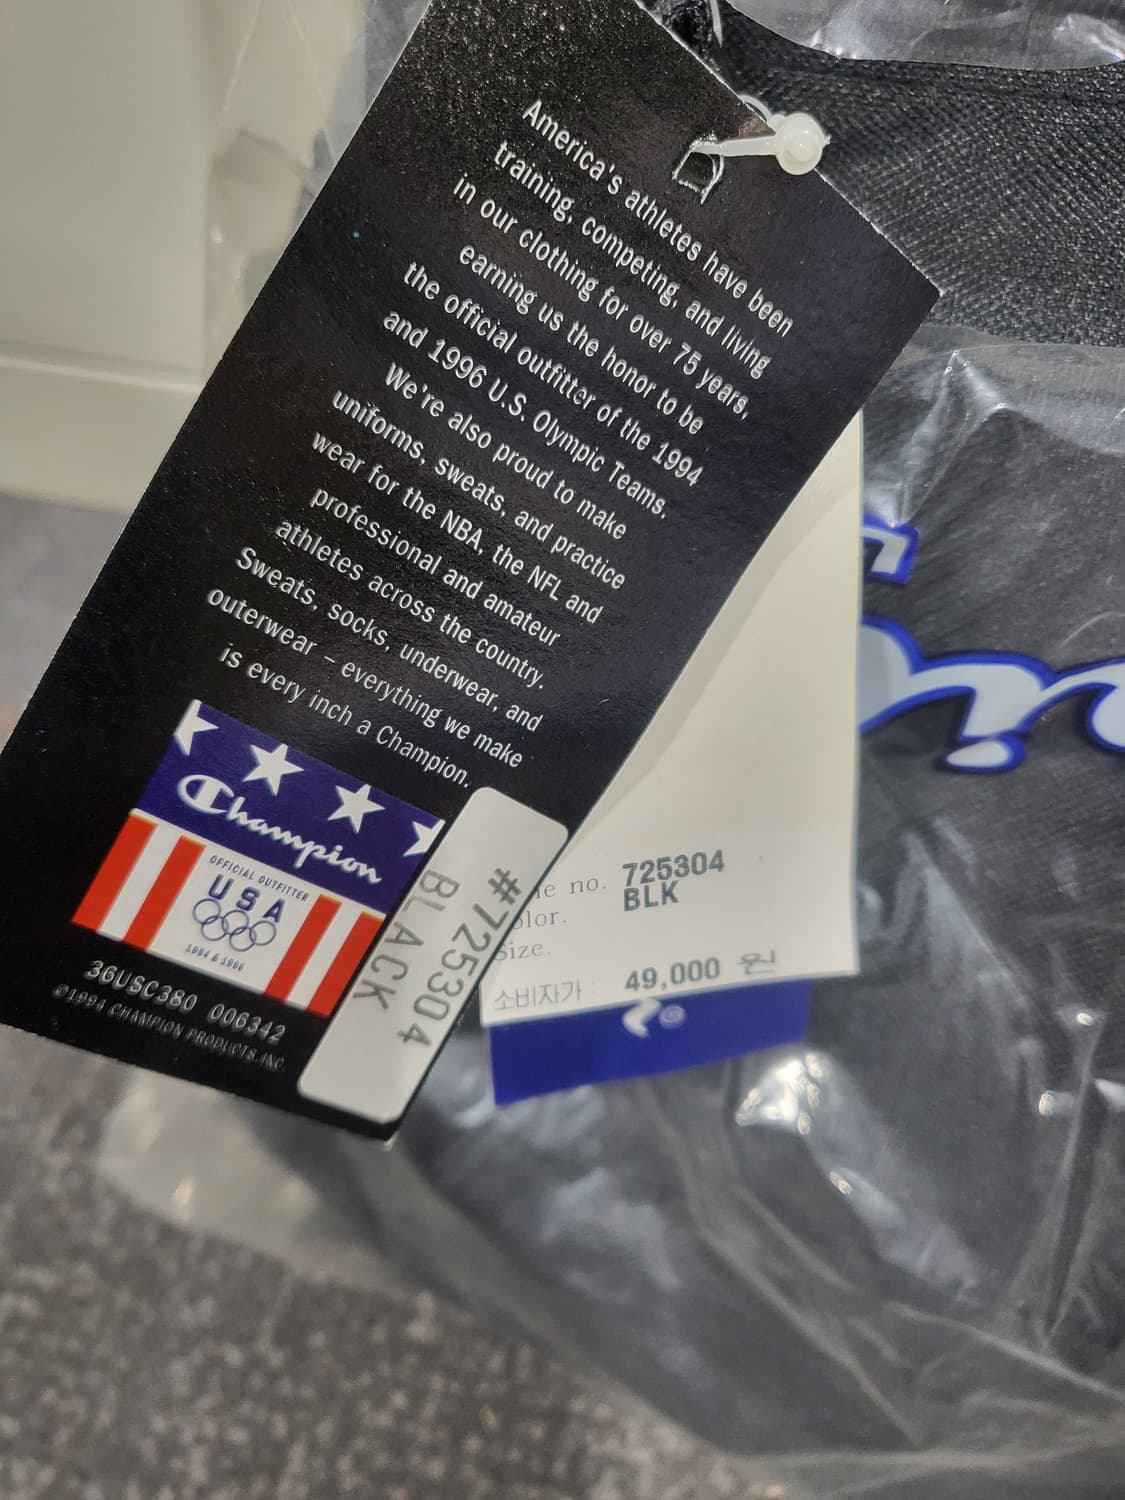 America's athletes have been
training, competing, and living
in our clothing for over 75 years,
earning us the honor to be
the official outfitter of the 1994
and 1996 U.S. Olympic Teams.
We're also proud to make
uniforms, sweats, and practice
wear for the NBA, the NFL and
professional and amateur
athletes across the country.
Sweats, socks, underwear, and
outerwear – everything we make
is every inch a Champion.
Champion
OFFICIAL OUTFITTER
USA
1994 & 1996
36USC380 006342
©1994 CHAMPION PRODUCTS, INC.
#725304
BLACK
no. 725304
BLK
Size.
소비자가 : 49,000 원
®